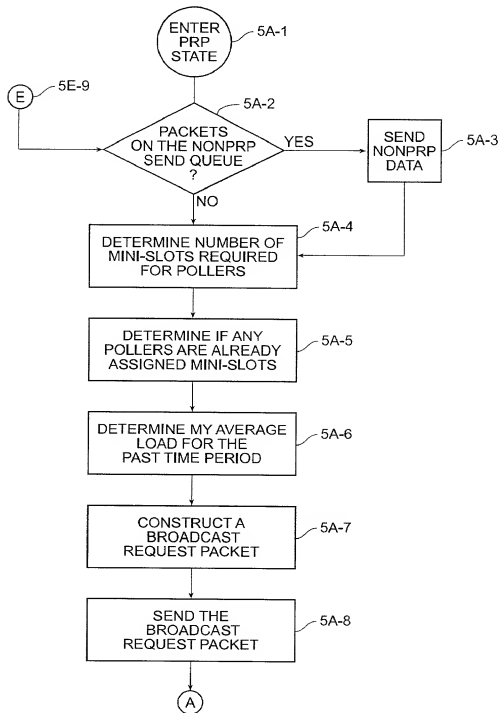 ENTER
PRP
STATE
5A-1
E
5E-9
5A-2
PACKETS
ON THE NONPRP
SEND QUEUE
?
YES
SEND
NONPRP
DATA
5A-3
NO
5A-4
DETERMINE NUMBER OF
MINI-SLOTS REQUIRED
FOR POLLERS
DETERMINE IF ANY
POLLERS ARE ALREADY
ASSIGNED MINI-SLOTS
5A-5
DETERMINE MY AVERAGE
LOAD FOR THE
PAST TIME PERIOD
5A-6
CONSTRUCT A
BROADCAST
REQUEST PACKET
5A-7
SEND THE
BROADCAST
REQUEST PACKET
5A-8
A